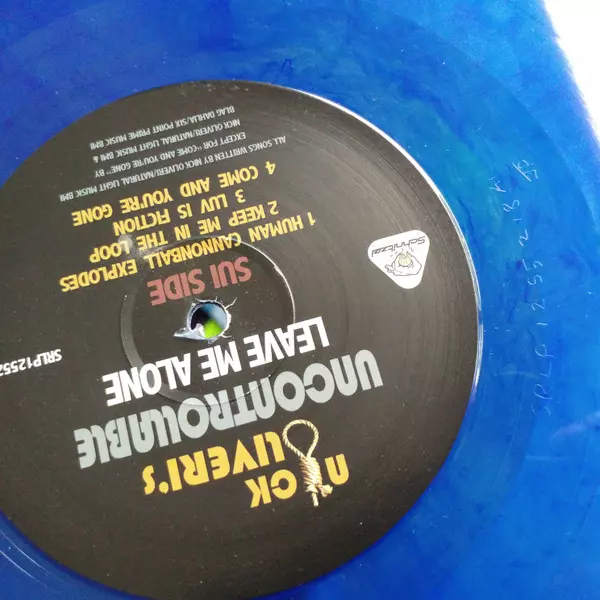 NICK
OLIVERI'S
UNCONTROLLABLE
LEAVE ME ALONE
SRLP12552
SUI SIDE
1 HUMAN CANNONBALL EXPLODES
2 KEEP ME IN THE LOOP
3 LUV IS FICTION
4 COME AND YOU'RE GONE
ALL SONGS WRITTEN BY NICK OLIVERI/NATURAL LIGHT MUSIC BMI
EXCEPT FOR "COME AND YOU'RE GONE" BY
NICK OLIVERI/NATURAL LIGHT MUSIC BMI &
BLAG DAHLIA/SIX POINT PRIME MUSIC BMI
Schnitzel